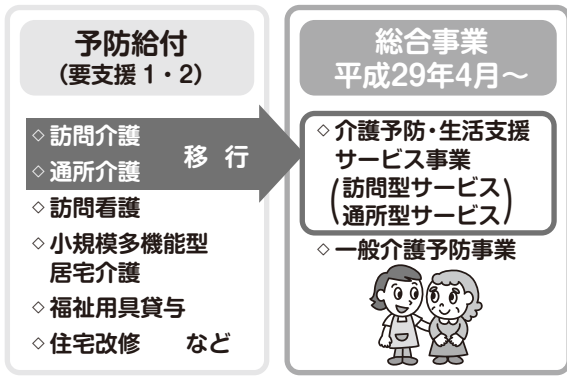 予防給付
(要支援1・2)
◇訪問介護
◇通所介護
移 行
◇訪問看護
◇小規模多機能型
居宅介護
◇福祉用具貸与
◇住宅改修 など
総合事業
平成29年4月～
◇介護予防・生活支援
サービス事業
(訪問型サービス
通所型サービス)
◇一般介護予防事業